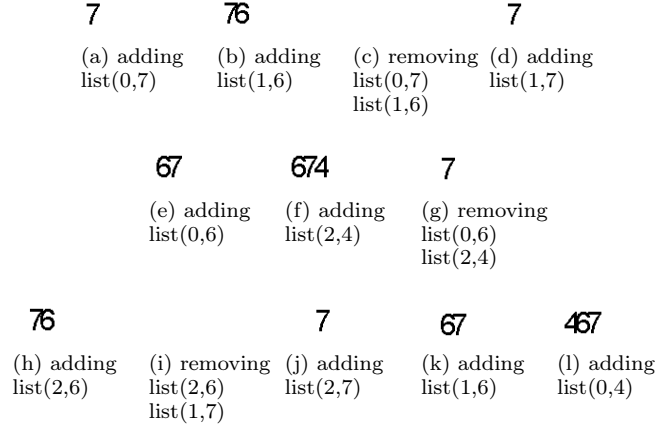 7 76 7
(a) adding (b) adding (c) removing (d) adding
list(0,7) list(1,6) list(0,7) list(1,7)
list(1,6)
67 674 7
(e) adding (f) adding (g) removing
list(0,6) list(2,4) list(0,6)
list(2,4)
76 7 67 467
(h) adding (i) removing (j) adding (k) adding (l) adding
list(2,6) list(2,6) list(2,7) list(1,6) list(0,4)
list(1,7)